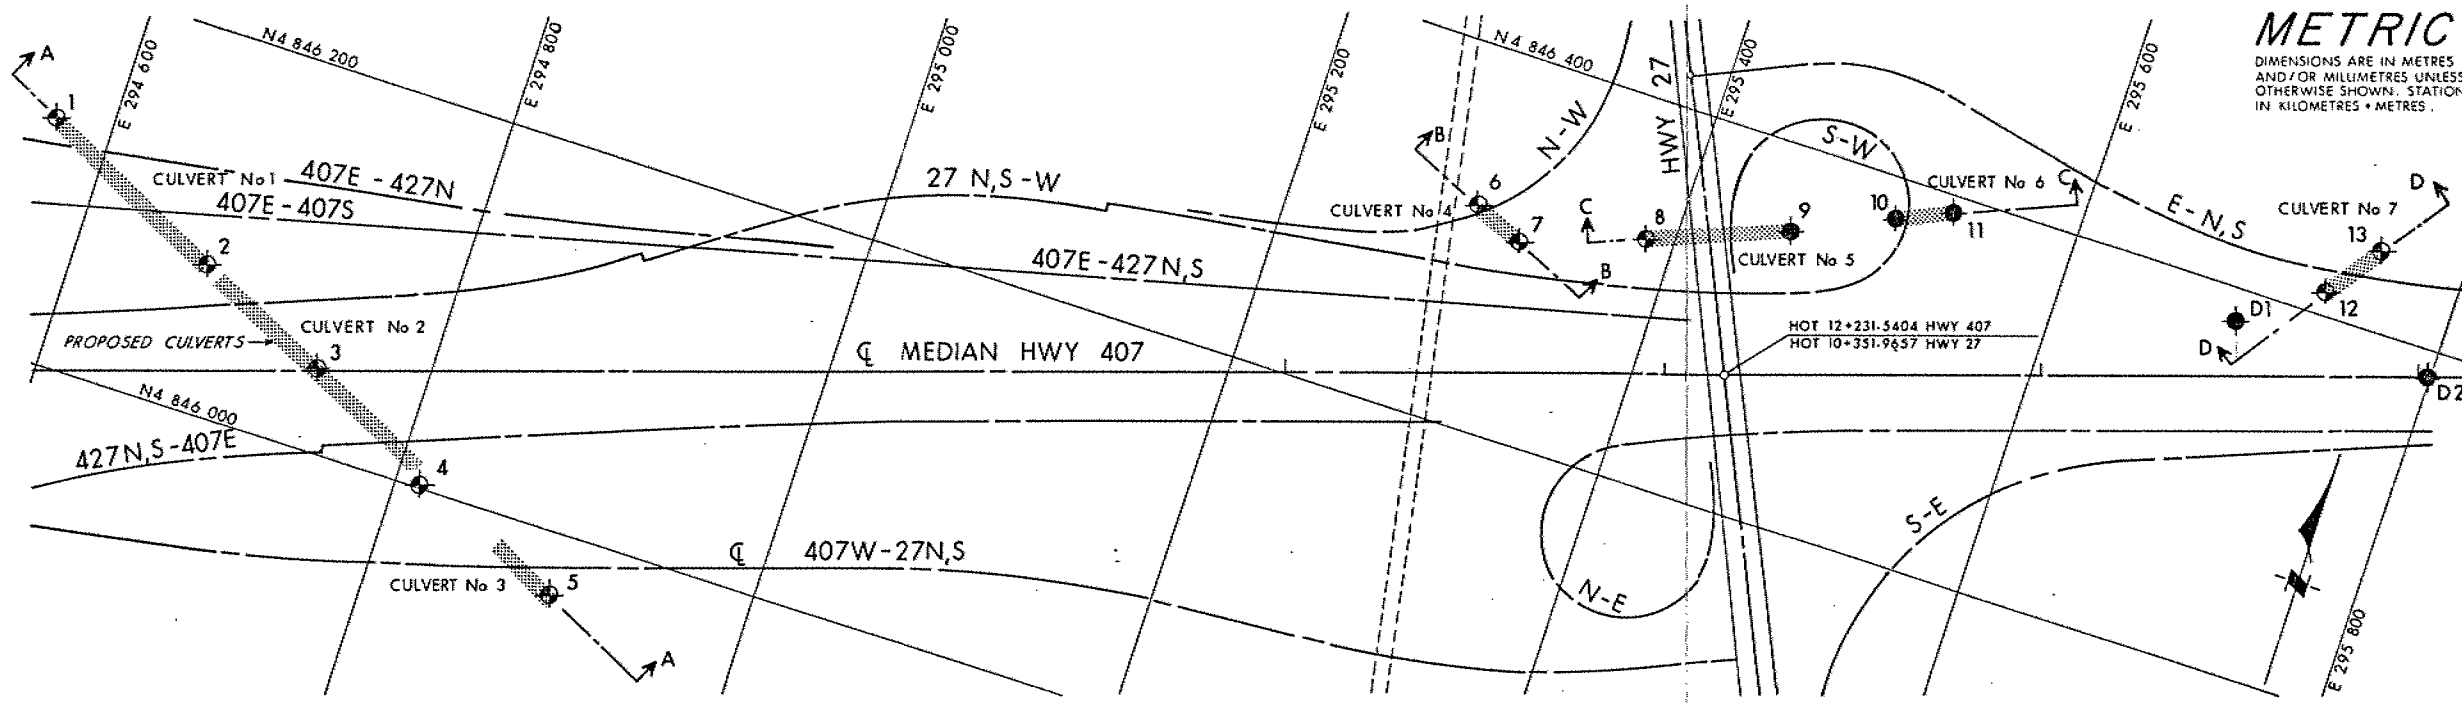 METRIC
DIMENSIONS ARE IN METRES
AND/OR MILLIMETRES UNLESS
OTHERWISE SHOWN. STATION
IN KILOMETRES + METRES.
A
1
E 294 600
N4 846 200
E 294 800
E 295 000
E 295 200
N4 846 400
HWY 27
E 295 400
E 295 600
B
N-W
S-W
CULVERT No 1
407E - 427N
407E - 407S
27 N,S - W
CULVERT No 4
6
7
C
8
9
10
11
CULVERT No 6
C
E-N,S
D
CULVERT No 7
13
12
2
407E - 427N,S
B
CULVERT No 5
D1
D
CULVERT No 2
PROPOSED CULVERTS
3
℄ MEDIAN HWY 407
HOT 12+231.5404 HWY 407
HOT 10+351.9657 HWY 27
D2
N4 846 000
427N,S - 407E
4
S-E
℄ 407W - 27N,S
CULVERT No 3
5
N-E
N
A
E 295 800